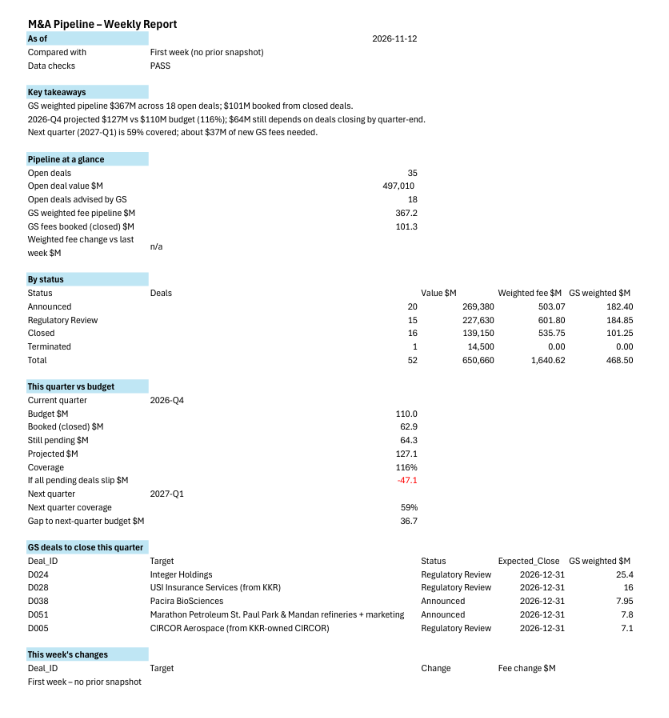 M&A Pipeline – Weekly Report
As of 2026-11-12
Compared with First week (no prior snapshot)
Data checks PASS
Key takeaways
GS weighted pipeline $367M across 18 open deals; $101M booked from closed deals.
2026-Q4 projected $127M vs $110M budget (116%); $64M still depends on deals closing by quarter-end.
Next quarter (2027-Q1) is 59% covered; about $37M of new GS fees needed.
Pipeline at a glance
Open deals 35
Open deal value $M 497,010
Open deals advised by GS 18
GS weighted fee pipeline $M 367.2
GS fees booked (closed) $M 101.3
Weighted fee change vs last
week $M n/a
By status
Status Deals Value $M Weighted fee $M GS weighted $M
Announced 20 269,380 503.07 182.40
Regulatory Review 15 227,630 601.80 184.85
Closed 16 139,150 535.75 101.25
Terminated 1 14,500 0.00 0.00
Total 52 650,660 1,640.62 468.50
This quarter vs budget
Current quarter 2026-Q4
Budget $M 110.0
Booked (closed) $M 62.9
Still pending $M 64.3
Projected $M 127.1
Coverage 116%
If all pending deals slip $M -47.1
Next quarter 2027-Q1
Next quarter coverage 59%
Gap to next-quarter budget $M 36.7
GS deals to close this quarter
Deal_ID Target Status Expected_Close GS weighted $M
D024 Integer Holdings Regulatory Review 2026-12-31 25.4
D028 USI Insurance Services (from KKR) Regulatory Review 2026-12-31 16
D038 Pacira BioSciences Announced 2026-12-31 7.95
D051 Marathon Petroleum St. Paul Park & Mandan refineries + marketing Announced 2026-12-31 7.8
D005 CIRCOR Aerospace (from KKR-owned CIRCOR) Regulatory Review 2026-12-31 7.1
This week's changes
Deal_ID Target Change Fee change $M
First week – no prior snapshot